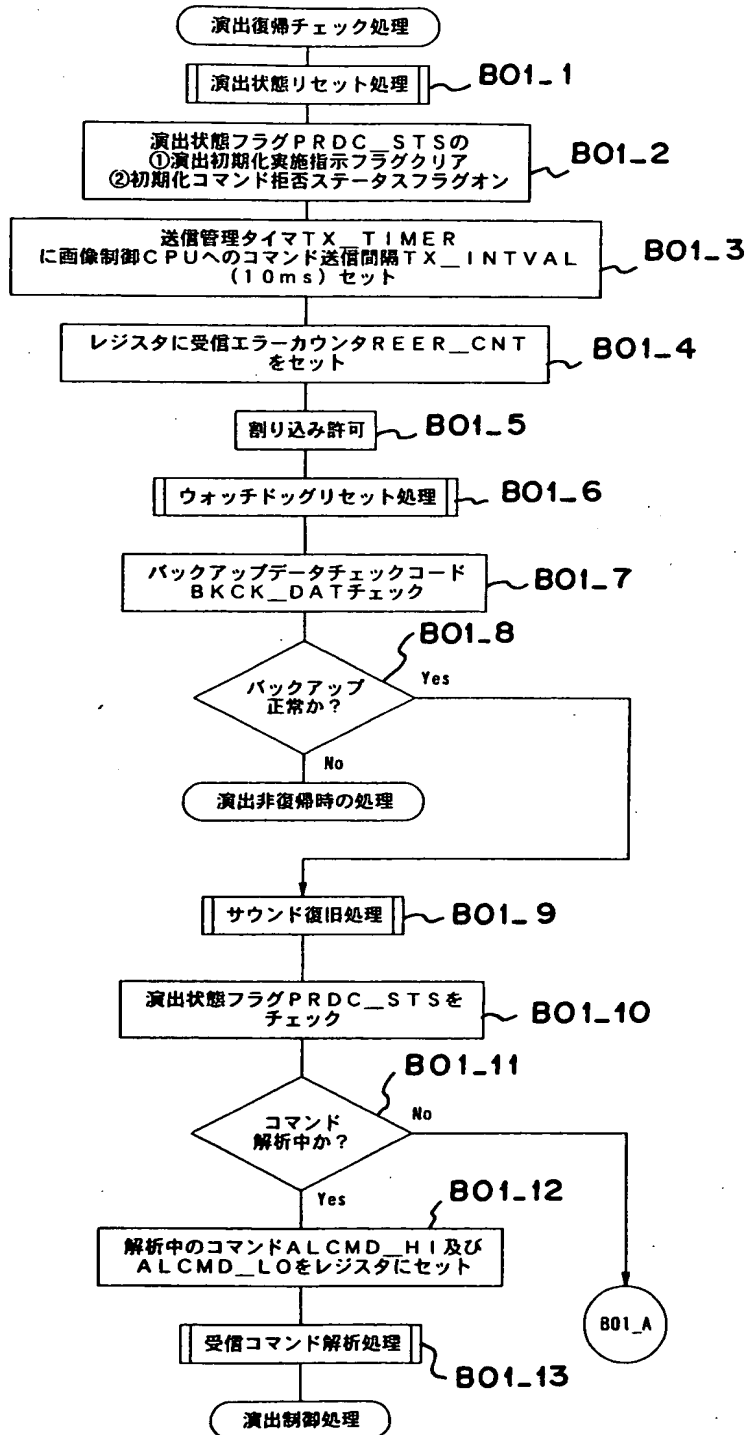 演出復帰チェック処理
演出状態リセット処理
B01_1
演出状態フラグPRDC_STSの
①演出初期化実施指示フラグクリア
②初期化コマンド拒否ステータスフラグオン
B01_2
送信管理タイマTX_TIMER
に画像制御CPUへのコマンド送信間隔TX_INTVAL
(10ms)セット
B01_3
レジスタに受信エラーカウンタREER_CNT
をセット
B01_4
割り込み許可
B01_5
ウォッチドッグリセット処理
B01_6
バックアップデータチェックコード
BKCK_DATチェック
B01_7
B01_8
バックアップ
正常か?
Yes
No
演出非復帰時の処理
サウンド復旧処理
B01_9
演出状態フラグPRDC_STSを
チェック
B01_10
B01_11
コマンド
解析中か?
No
Yes
B01_12
解析中のコマンドALCMD_HI及び
ALCMD_LOをレジスタにセット
B01_A
受信コマンド解析処理
B01_13
演出制御処理